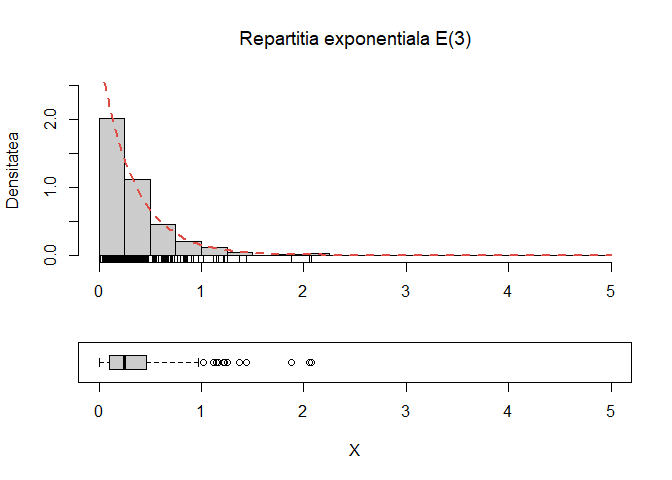 Repartitia exponentiala E(3)
Densitatea
2.0
1.0
0.0
0 1 2 3 4 5
0 1 2 3 4 5
X